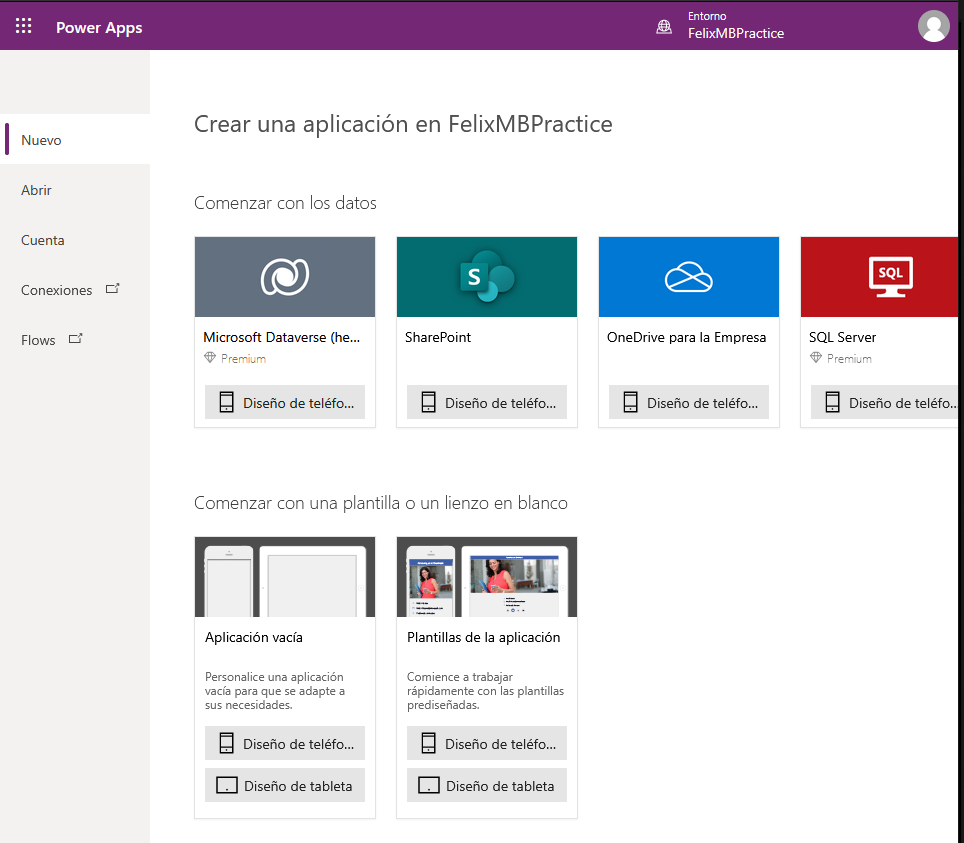 Power Apps
Entorno
FelixMBPractice
Nuevo
Abrir
Cuenta
Conexiones
Flows
Crear una aplicación en FelixMBPractice
Comenzar con los datos
S
SQL
Microsoft Dataverse (he...
Premium
Diseño de teléfo...
SharePoint
Diseño de teléfo...
OneDrive para la Empresa
Diseño de teléfo...
SQL Server
Premium
Diseño de teléfo...
Comenzar con una plantilla o un lienzo en blanco
Aplicación vacía
Personalice una aplicación
vacía para que se adapte a
sus necesidades.
Diseño de teléfo...
Diseño de tableta
Plantillas de la aplicación
Comience a trabajar
rápidamente con las plantillas
prediseñadas.
Diseño de teléfo...
Diseño de tableta